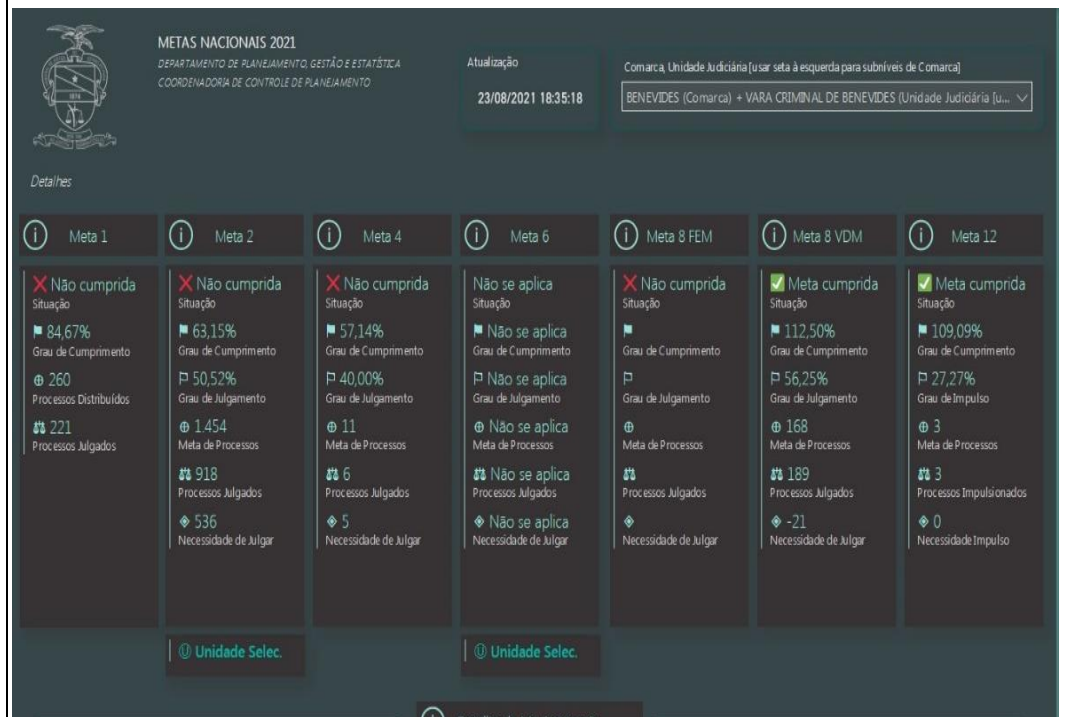 METAS NACIONAIS 2021
DEPARTAMENTO DE PLANEJAMENTO, GESTÃO E ESTATÍSTICA
COORDENADORIA DE CONTROLE DE PLANEJAMENTO
Atualização
23/08/2021 18:35:18
Comarca, Unidade Judiciária [usar seta à esquerda para subníveis de Comarca]
BENEVIDES (Comarca) + VARA CRIMINAL DE BENEVIDES (Unidade Judiciária [u...
Detalhes
Meta 1
Não cumprida
Situação
84,67%
Grau de Cumprimento
260
Processos Distribuídos
221
Processos Julgados
Meta 2
Não cumprida
Situação
63,15%
Grau de Cumprimento
50,52%
Grau de Julgamento
1.454
Meta de Processos
918
Processos Julgados
536
Necessidade de Julgar
Unidade Selec.
Meta 4
Não cumprida
Situação
57,14%
Grau de Cumprimento
40,00%
Grau de Julgamento
11
Meta de Processos
6
Processos Julgados
5
Necessidade de Julgar
Meta 6
Não se aplica
Situação
Não se aplica
Grau de Cumprimento
Não se aplica
Grau de Julgamento
Não se aplica
Meta de Processos
Não se aplica
Processos Julgados
Não se aplica
Necessidade de Julgar
Unidade Selec.
Meta 8 FEM
Não cumprida
Situação
Grau de Cumprimento
Grau de Julgamento
Meta de Processos
Processos Julgados
Necessidade de Julgar
Meta 8 VDM
Meta cumprida
Situação
112,50%
Grau de Cumprimento
56,25%
Grau de Julgamento
168
Meta de Processos
189
Processos Julgados
-21
Necessidade de Julgar
Meta 12
Meta cumprida
Situação
109,09%
Grau de Cumprimento
27,27%
Grau de Impulso
3
Meta de Processos
3
Processos Impulsionados
0
Necessidade Impulso